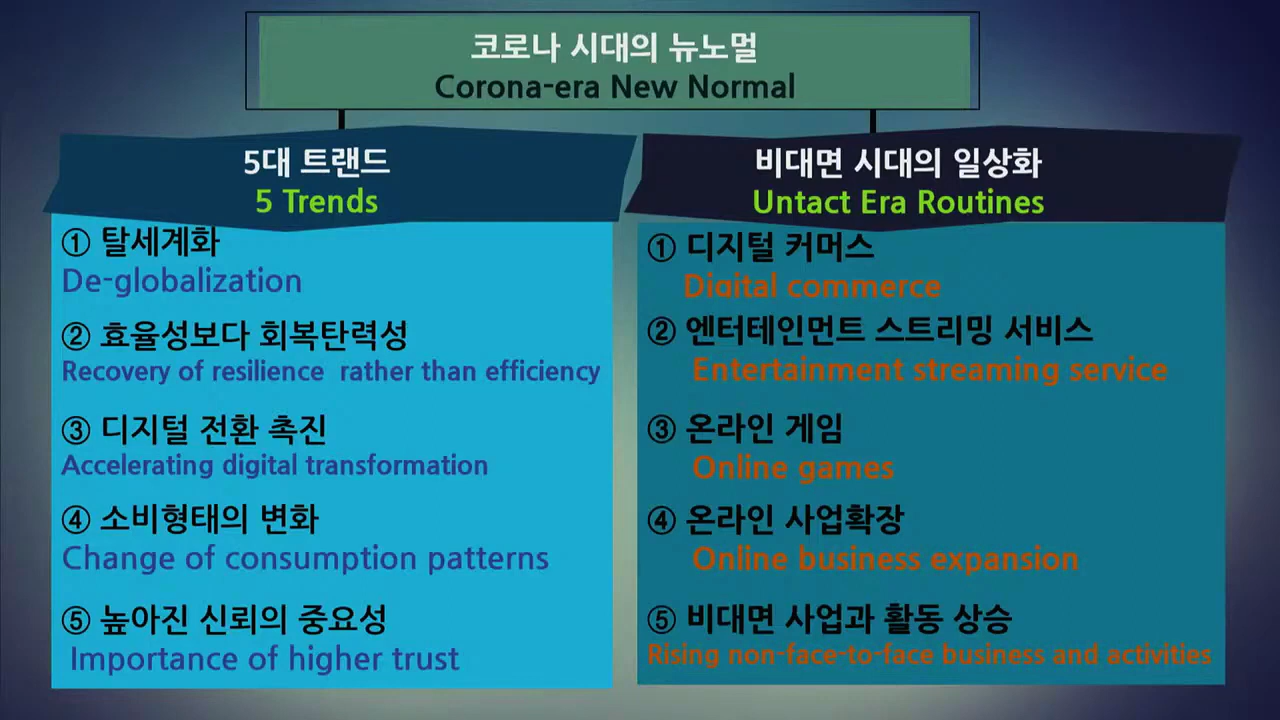 코로나 시대의 뉴노멀
Corona-era New Normal
5대 트랜드
5 Trends
① 탈세계화
De-globalization
② 효율성보다 회복탄력성
Recovery of resilience rather than efficiency
③ 디지털 전환 촉진
Accelerating digital transformation
④ 소비형태의 변화
Change of consumption patterns
⑤ 높아진 신뢰의 중요성
Importance of higher trust
비대면 시대의 일상화
Untact Era Routines
① 디지털 커머스
Digital commerce
② 엔터테인먼트 스트리밍 서비스
Entertainment streaming service
③ 온라인 게임
Online games
④ 온라인 사업확장
Online business expansion
⑤ 비대면 사업과 활동 상승
Rising non-face-to-face business and activities